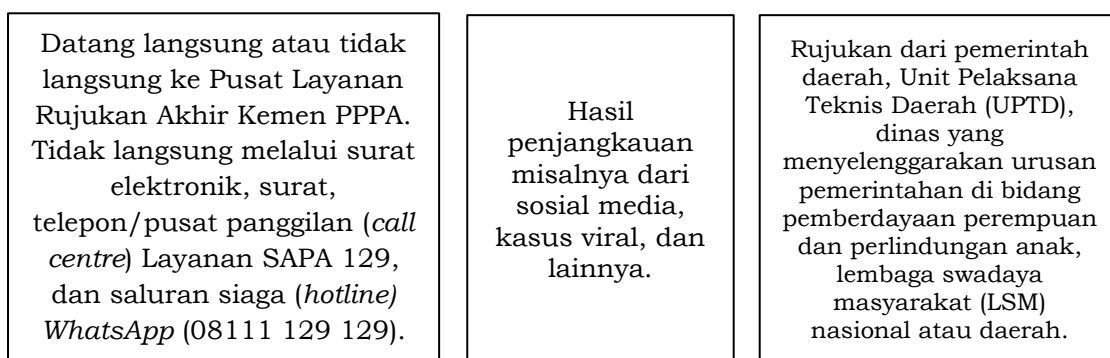 Datang langsung atau tidak
langsung ke Pusat Layanan
Rujukan Akhir Kemen PPPA.
Tidak langsung melalui surat
elektronik, surat,
telepon/pusat panggilan (call
centre) Layanan SAPA 129,
dan saluran siaga (hotline)
WhatsApp (08111 129 129).
Hasil
penjangkauan
misalnya dari
sosial media,
kasus viral, dan
lainnya.
Rujukan dari pemerintah
daerah, Unit Pelaksana
Teknis Daerah (UPTD),
dinas yang
menyelenggarakan urusan
pemerintahan di bidang
pemberdayaan perempuan
dan perlindungan anak,
lembaga swadaya
masyarakat (LSM)
nasional atau daerah.